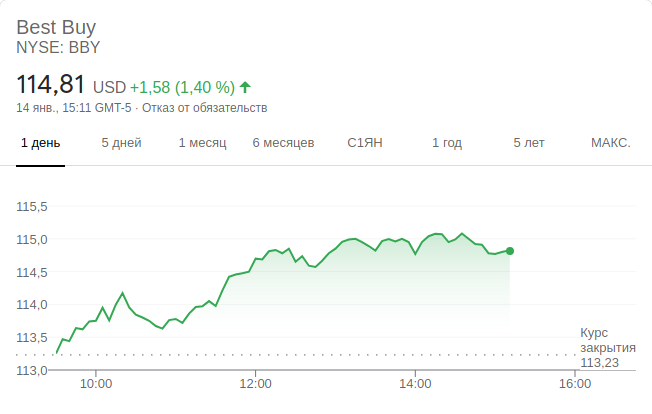 Best Buy
NYSE: BBY
114,81 USD +1,58 (1,40 %)
14 янв., 15:11 GMT-5 · Отказ от обязательств
1 день 5 дней 1 месяц 6 месяцев С1ЯН 1 год 5 лет МАКС.
115,5
115,0
114,5
114,0
113,5
113,0
Курс
закрытия
113,23
10:00 12:00 14:00 16:00